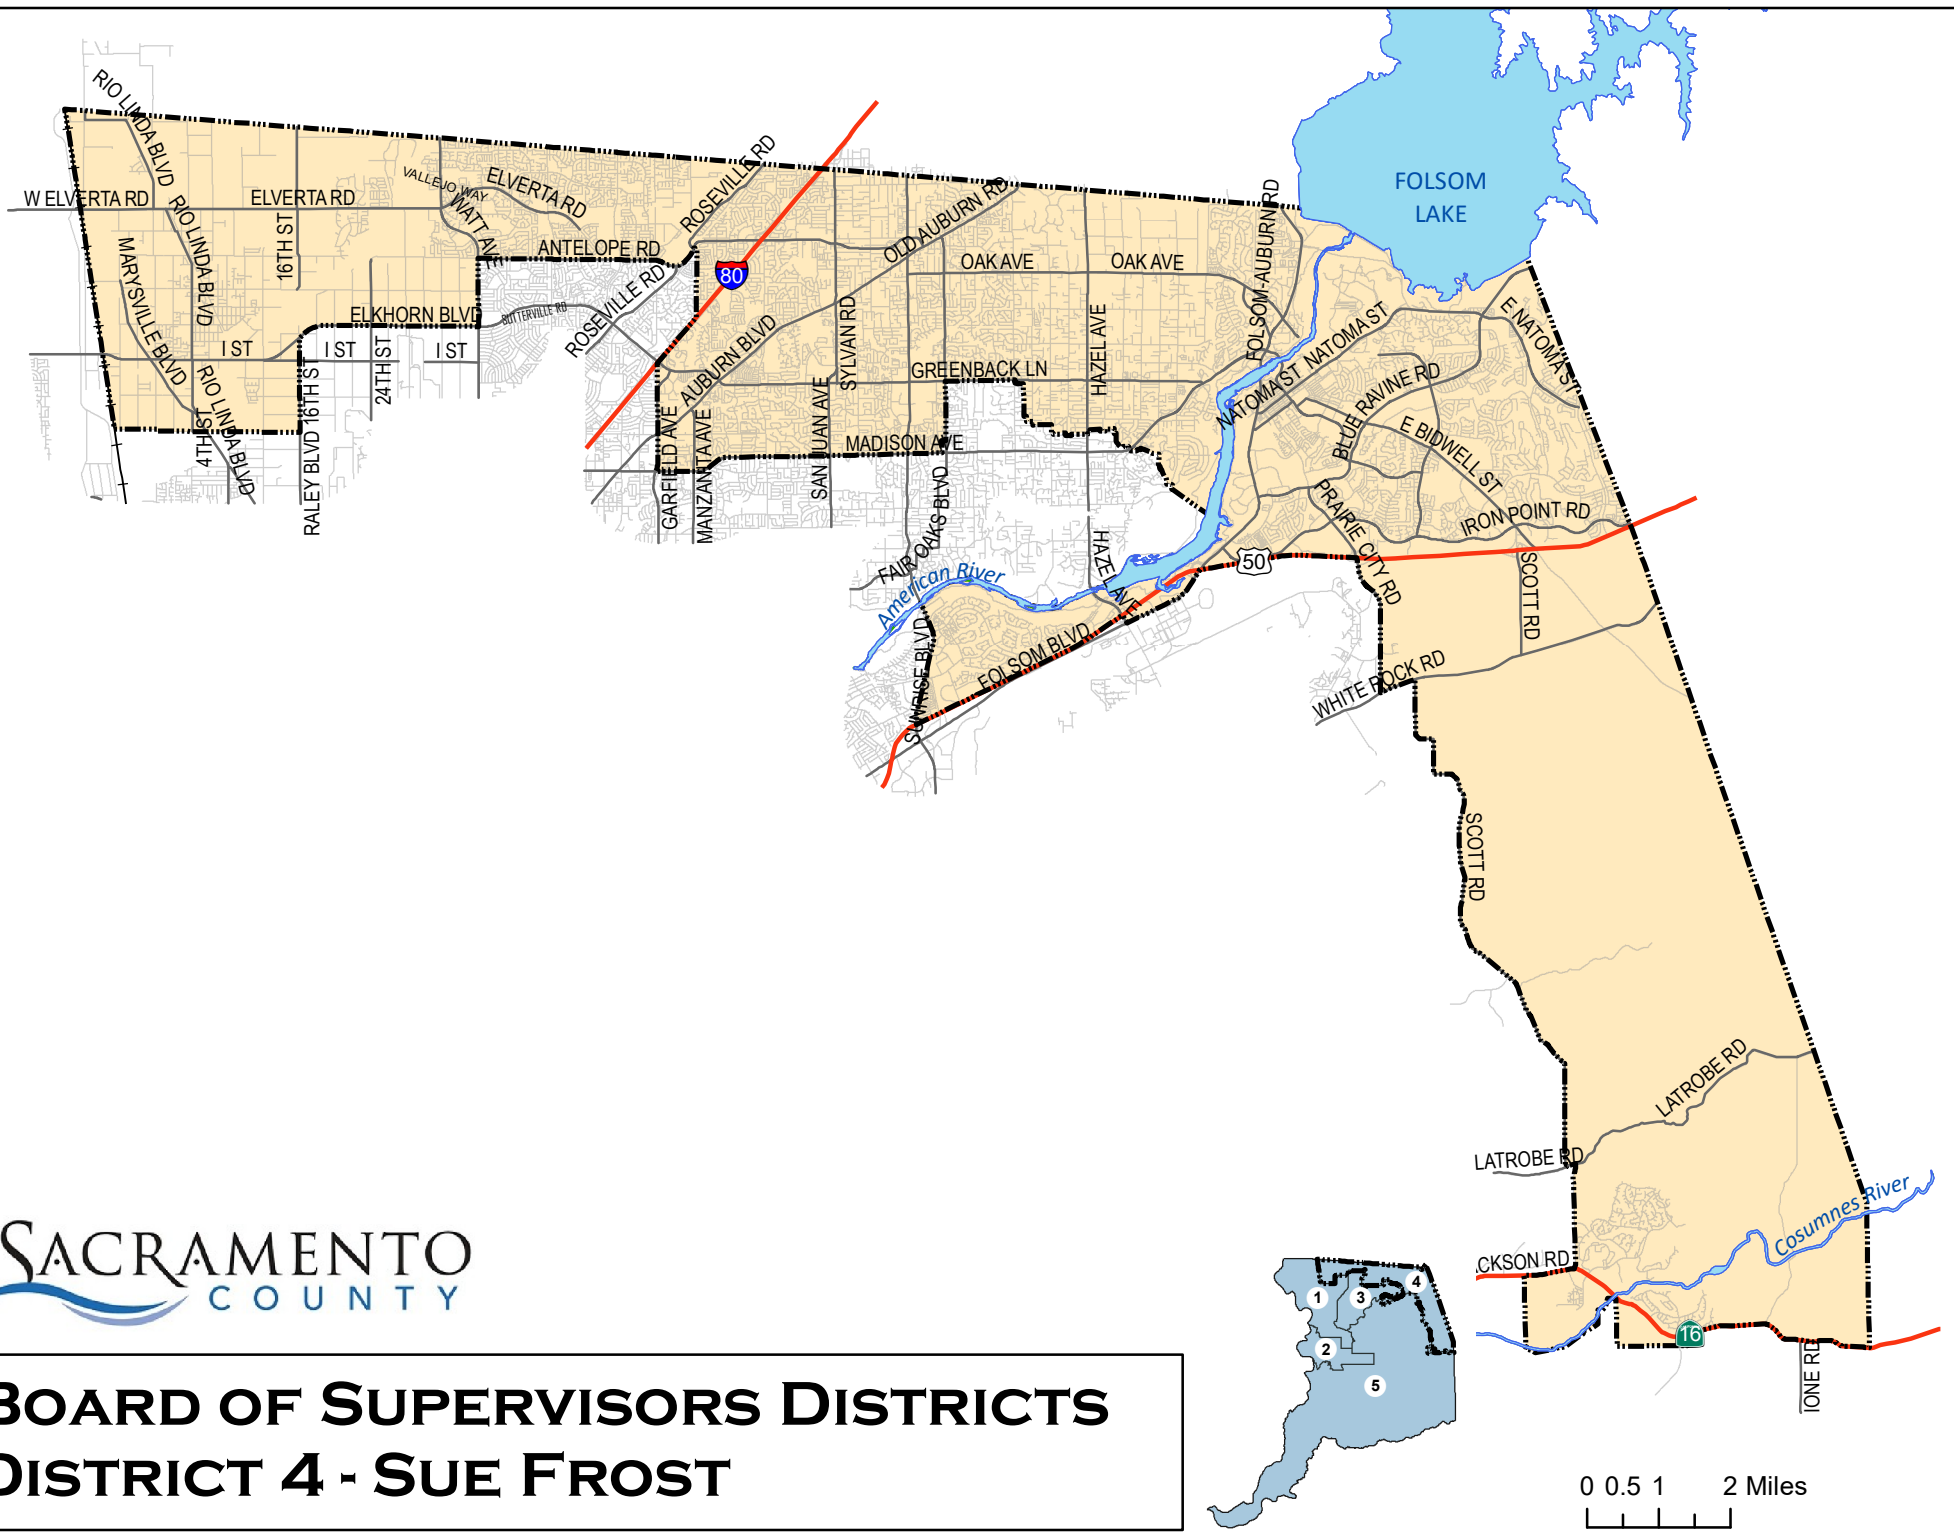 RIO LINDA BLVD
W ELVERTA RD
ELVERTA RD
VALLEJO WAY
ELVERTA RD
WATT AVE
ROSEVILLE RD
RIO LINDA BLVD
16TH ST
MARYSVILLE BLVD
ANTELOPE RD
80
OLD AUBURN RD
OAK AVE
OAK AVE
FOLSOM-AUBURN RD
FOLSOM
LAKE
ELKHORN BLVD
BUTTERVILLE RD
ROSEVILLE RD
I ST
I ST
I ST
24TH ST
AUBURN BLVD
SYLVAN RD
GREENBACK LN
HAZEL AVE
NATOMA ST
NATOMA ST
E NATOMA ST
BLUE RAVINE RD
E BIDWELL ST
RIO LINDA BLVD
4TH ST
RALEY BLVD
16TH ST
GARFIELD AVE
MANZANITA AVE
SAN JUAN AVE
MADISON AVE
FAIR OAKS BLVD
HAZEL AVE
PRAIRIE CITY RD
IRON POINT RD
50
American River
SUNRISE BLVD
FOLSOM BLVD
SCOTT RD
WHITE ROCK RD
SCOTT RD
LATROBE RD
LATROBE RD
Cosumnes River
CKSON RD
16
IONE RD
SACRAMENTO
COUNTY
1
3
4
2
5
BOARD OF SUPERVISORS DISTRICTS
DISTRICT 4 - SUE FROST
0 0.5 1 2 Miles